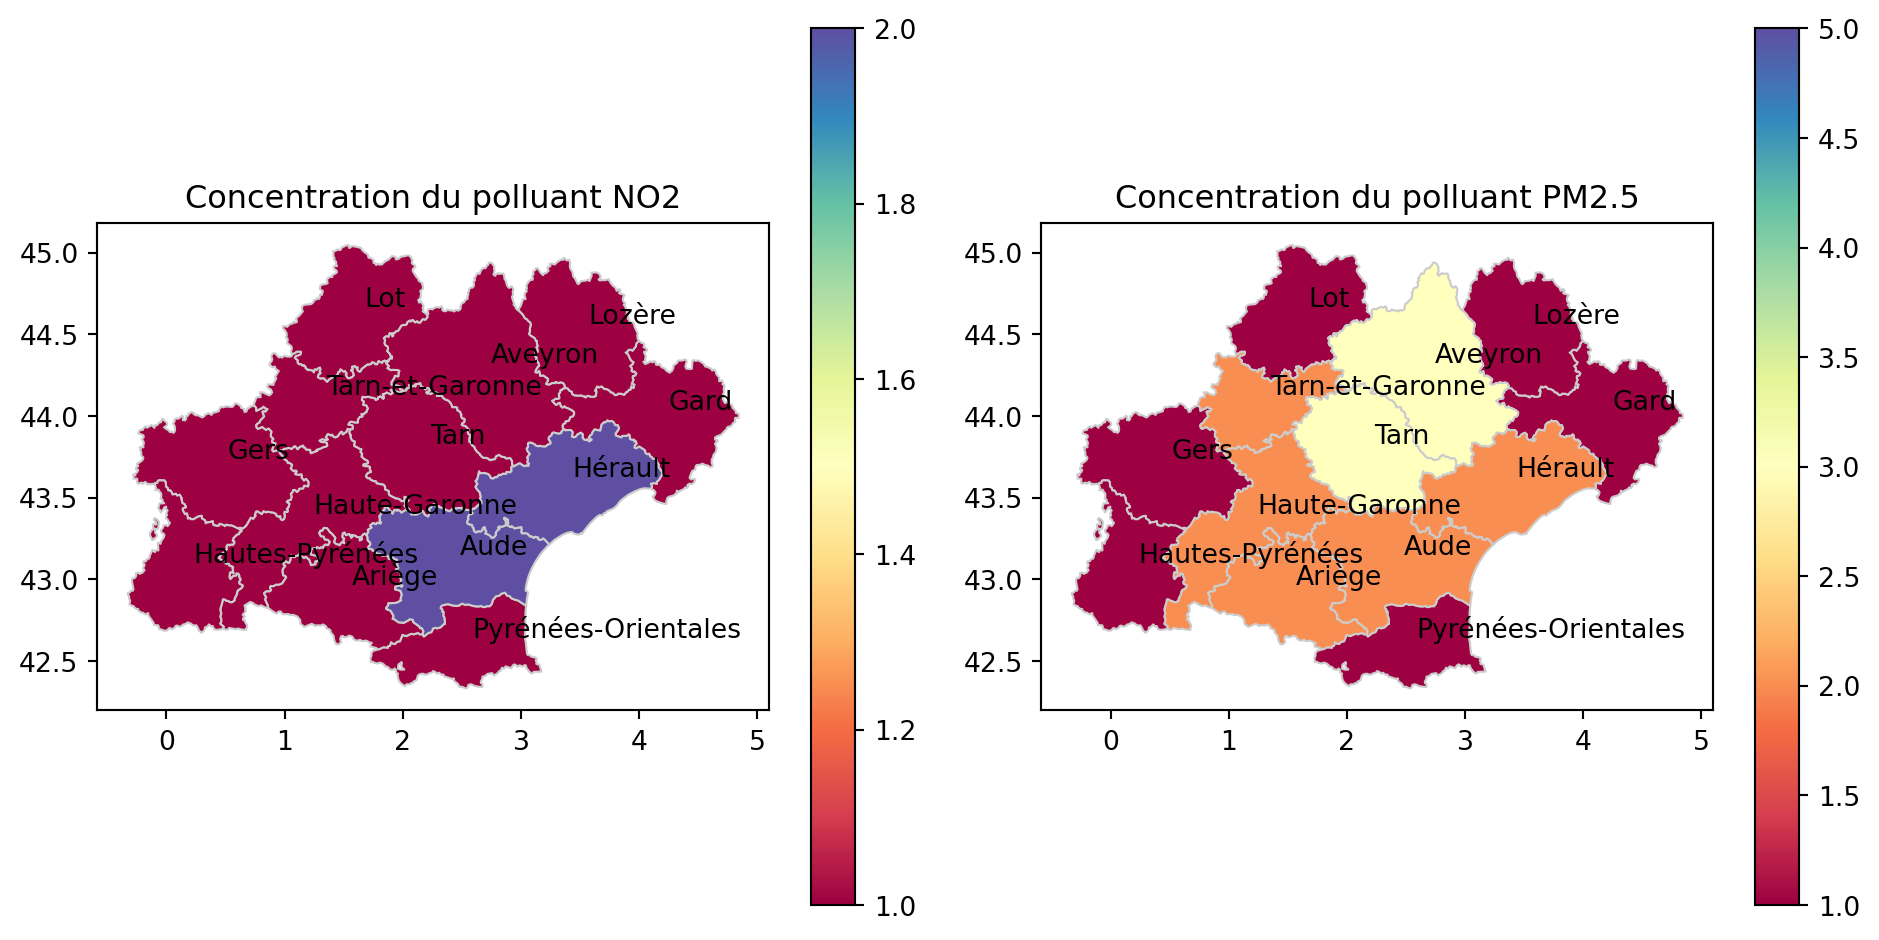 Concentration du polluant NO2
45.0
44.5
44.0
43.5
43.0
42.5
0 1 2 3 4 5
Lot
Lozère
Aveyron
Tarn-et-Garonne
Gard
Tarn
Gers
Hérault
Haute-Garonne
Aude
Hautes-Pyrénées
Ariège
Pyrénées-Orientales
2.0
1.8
1.6
1.4
1.2
1.0
Concentration du polluant PM2.5
45.0
44.5
44.0
43.5
43.0
42.5
0 1 2 3 4 5
Lot
Lozère
Aveyron
Tarn-et-Garonne
Gard
Tarn
Gers
Hérault
Haute-Garonne
Aude
Hautes-Pyrénées
Ariège
Pyrénées-Orientales
5.0
4.5
4.0
3.5
3.0
2.5
2.0
1.5
1.0